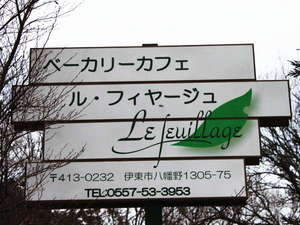 ベーカリーカフェ
ル・フィヤージュ
Le feuillage
〒413-0232 伊東市八幡野1305-75
TEL:0557-53-3953